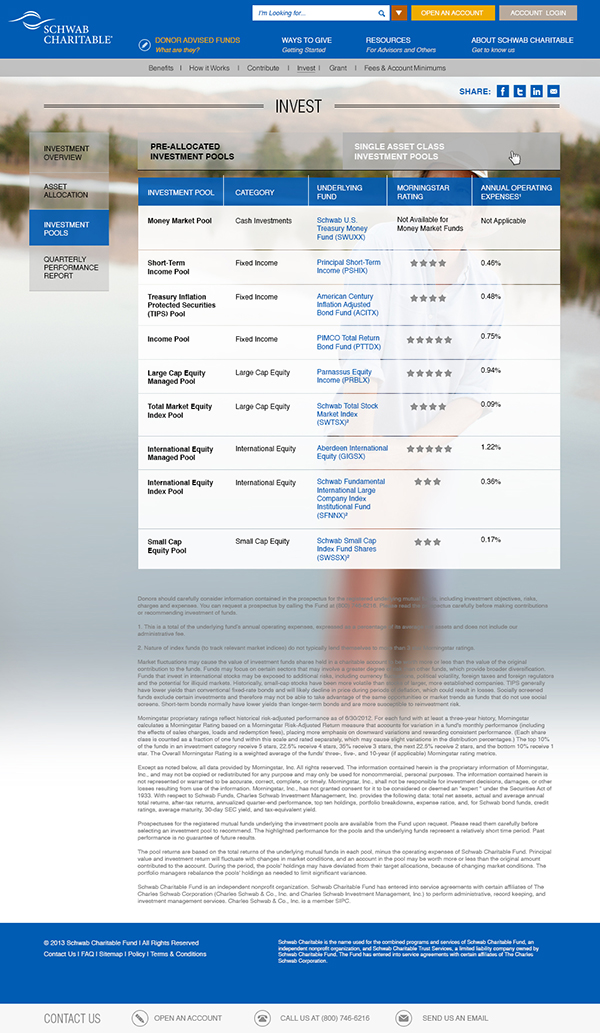 SCHWAB
CHARITABLE
I'm Looking for...
OPEN AN ACCOUNT
ACCOUNT LOGIN
DONOR ADVISED FUNDS
What are they?
WAYS TO GIVE
Getting Started
RESOURCES
For Advisors and Others
ABOUT SCHWAB CHARITABLE
Get to know us
Benefits | How it Works | Contribute | Invest | Grant | Fees & Account Minimums
SHARE:
INVEST
INVESTMENT
OVERVIEW
ASSET
ALLOCATION
INVESTMENT
POOLS
QUARTERLY
PERFORMANCE
REPORT
PRE-ALLOCATED
INVESTMENT POOLS
SINGLE ASSET CLASS
INVESTMENT POOLS
INVESTMENT POOL
CATEGORY
UNDERLYING
FUND
MORNINGSTAR
RATING
ANNUAL OPERATING
EXPENSES¹
Money Market Pool
Cash Investments
Schwab U.S.
Treasury Money
Fund (SWUXX)
Not Available for
Money Market Funds
Not Applicable
Short-Term
Income Pool
Fixed Income
Principal Short-Term
Income (PSHIX)
0.46%
Treasury Inflation
Protected Securities
(TIPS) Pool
Fixed Income
American Century
Inflation Adjusted
Bond Fund (ACITX)
0.48%
Income Pool
Fixed Income
PIMCO Total Return
Bond Fund (PTTDX)
0.75%
Large Cap Equity
Managed Pool
Large Cap Equity
Parnassus Equity
Income (PRBLX)
0.94%
Total Market Equity
Index Pool
Large Cap Equity
Schwab Total Stock
Market Index
(SWTSX)²
0.09%
International Equity
Managed Pool
International Equity
Aberdeen International
Equity (GIGSX)
1.22%
International Equity
Index Pool
International Equity
Schwab Fundamental
International Large
Company Index
Institutional Fund
(SFNNX)²
0.36%
Small Cap
Equity Pool
Small Cap Equity
Schwab Small Cap
Index Fund Shares
(SWSSX)²
0.17%
Donors should carefully consider information contained in the prospectus for the underlying mutual including investment objectives, risks,
charges and expenses. You can request a prospectus by calling the Fund at (800) 746-6216. Please read the prospectus carefully before making contributions
or recommending investment of funds.
1. This is a total of the underlying fund's annual operating expenses, expressed as a percentage of its assets and does not include our
administrative fee.
2. Nature of index funds (to track relevant market indices) do not typically lend themselves to Morningstar ratings
Market fluctuations may cause the value of investment funds shares held in a charitable account to be more or less than the value of the original
contribution to the funds. Funds may focus on certain sectors that may involve a greater degree of than other funds, which provide broader diversification.
Funds that invest in international stocks may be exposed to additional risks, including currency political volatility, foreign taxes and foreign regulators
and the potential for illiquid markets. Historically, small-cap stocks have been more volatile than of larger, more established companies. TIPS generally
have lower yields than conventional fixed-rate bonds and will likely decline in price during periods of deflation, which could result in losses. Socially screened
funds exclude certain investments and therefore may not be able to take advantage of the same opportunities or market trends as funds that do not use social
screens. Short-term bonds normally have lower yields than longer-term bonds and are more susceptible to reinvestment risk.
Morningstar proprietary ratings reflect historical risk-adjusted performance as of 6/30/2012. For each fund with at least a three-year history, Morningstar
calculates a Morningstar Rating based on a Morningstar Risk-Adjusted Return measure that accounts for variation in a fund's monthly performance (including
the effects of sales charges, loads and redemption fees), placing more emphasis on downward variations and rewarding consistent performance. (Each share
class is counted as a fraction of one fund within this scale and rated separately, which may cause slight variations in the distribution percentages.) The top 10%
of the funds in an investment category receive 5 stars, 22.5% receive 4 stars, 35% receive 3 stars, the next 22.5% receive 2 stars, and the bottom 10% receive 1
star. The Overall Morningstar Rating is a weighted average of the funds' three-, five-, and 10-year (if applicable) Morningstar rating metrics.
Except as noted below, all data provided by Morningstar, Inc. All rights reserved. The information contained herein is the proprietary information of Morningstar,
Inc., and may not be copied or redistributed for any purpose and may only be used for noncommercial, personal purposes. The information contained herein is
not represented or warranted to be accurate, correct, complete, or timely. Morningstar, Inc., shall not be responsible for investment decisions, damages, or other
losses resulting from use of the information. Morningstar, Inc., has not granted consent for it to be considered or deemed an "expert " under the Securities Act of
1933. With respect to Schwab Funds, Charles Schwab Investment Management, Inc. provides the following data: total net assets, actual and average annual
total returns, after-tax returns, annualized quarter-end performance, top ten holdings, portfolio breakdowns, expense ratios, and, for Schwab bond funds, credit
ratings, average maturity, 30-day SEC yield, and tax-equivalent yield.
Prospectuses for the registered mutual funds underlying the investment pools are available from the Fund upon request. Please read them carefully before
selecting an investment pool to recommend. The highlighted performance for the pools and the underlying funds represent a relatively short time period. Past
performance is no guarantee of future results.
The pool returns are based on the total returns of the underlying mutual funds in each pool, minus the operating expenses of Schwab Charitable Fund. Principal
value and investment return will fluctuate with changes in market conditions, and an account in the pool may be worth more or less than the original amount
contributed to the account. During the period, the pools' holdings may have deviated from their target allocations, because of changing market conditions. The
portfolio managers rebalance the pools' holdings as needed to limit significant variances.
Schwab Charitable Fund is an independent nonprofit organization. Schwab Charitable Fund has entered into service agreements with certain affiliates of The
Charles Schwab Corporation (Charles Schwab & Co., Inc. and Charles Schwab Investment Management, Inc.) to perform administrative, record keeping, and
investment management services. Charles Schwab & Co., Inc. is a member SIPC.
© 2013 Schwab Charitable Fund I All Rights Reserved
Contact Us I FAQ I Sitemap I Policy I Terms & Conditions
Schwab Charitable is the name used for the combined programs and services of Schwab Charitable Fund, an
independent nonprofit organization, and Schwab Charitable Trust Services, a limited liability company owned by
Schwab Charitable Fund. The Fund has entered into service agreements with certain affiliates of The Charles
Schwab Corporation.
CONTACT US
OPEN AN ACCOUNT
CALL US AT (800) 746-6216
SEND US AN EMAIL